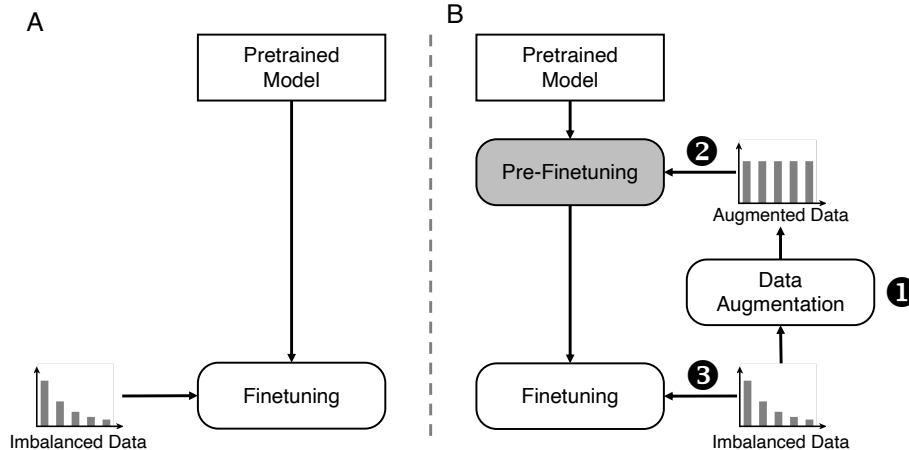 A
Pretrained
Model
Finetuning
Imbalanced Data
B
Pretrained
Model
Pre-Finetuning
2
Augmented Data
Data
Augmentation
1
Finetuning
3
Imbalanced Data